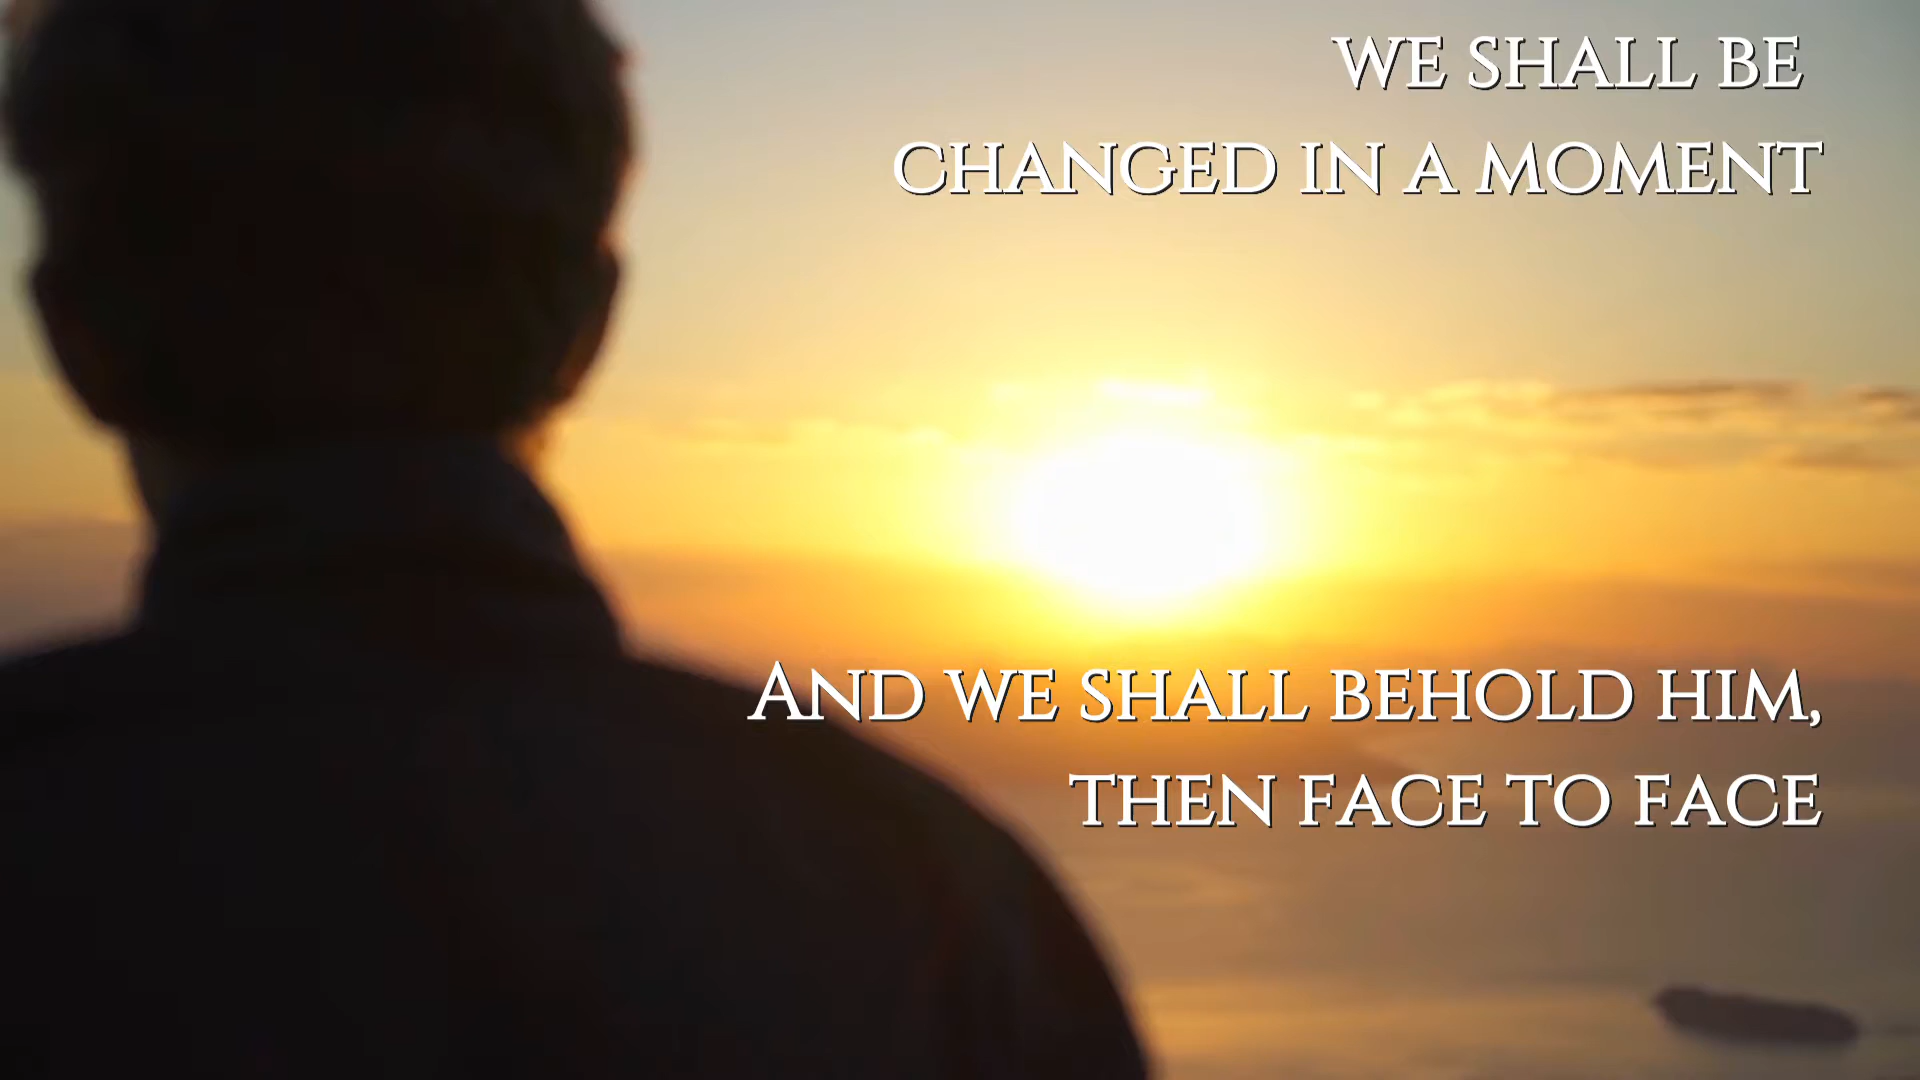 we shall be
changed in a moment
And we shall behold him,
then face to face